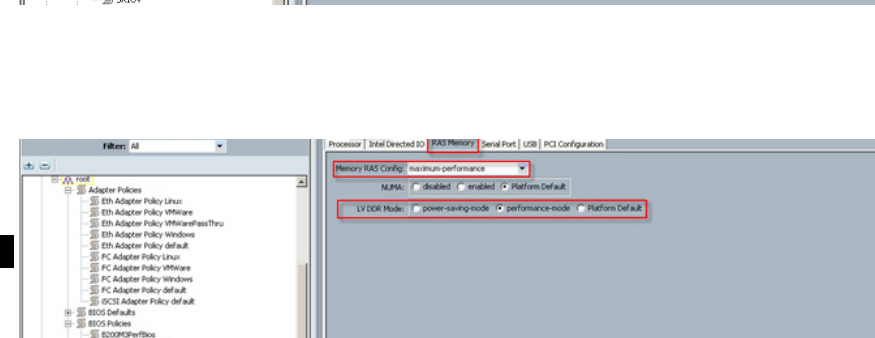 SRIOV
Filter: All
Processor Intel Directed IO RAS Memory Serial Port USB PCI Configuration
Memory RAS Config: maximum-performance
NUMA: disabled enabled Platform Default
LV DDR Mode: power-saving-mode performance-mode Platform Default
root
Adapter Policies
Eth Adapter Policy Linux
Eth Adapter Policy VMWare
Eth Adapter Policy VMWarePassThru
Eth Adapter Policy Windows
Eth Adapter Policy default
FC Adapter Policy Linux
FC Adapter Policy VMWare
FC Adapter Policy Windows
FC Adapter Policy default
iSCSI Adapter Policy default
BIOS Defaults
BIOS Policies
B200M3PerfBios